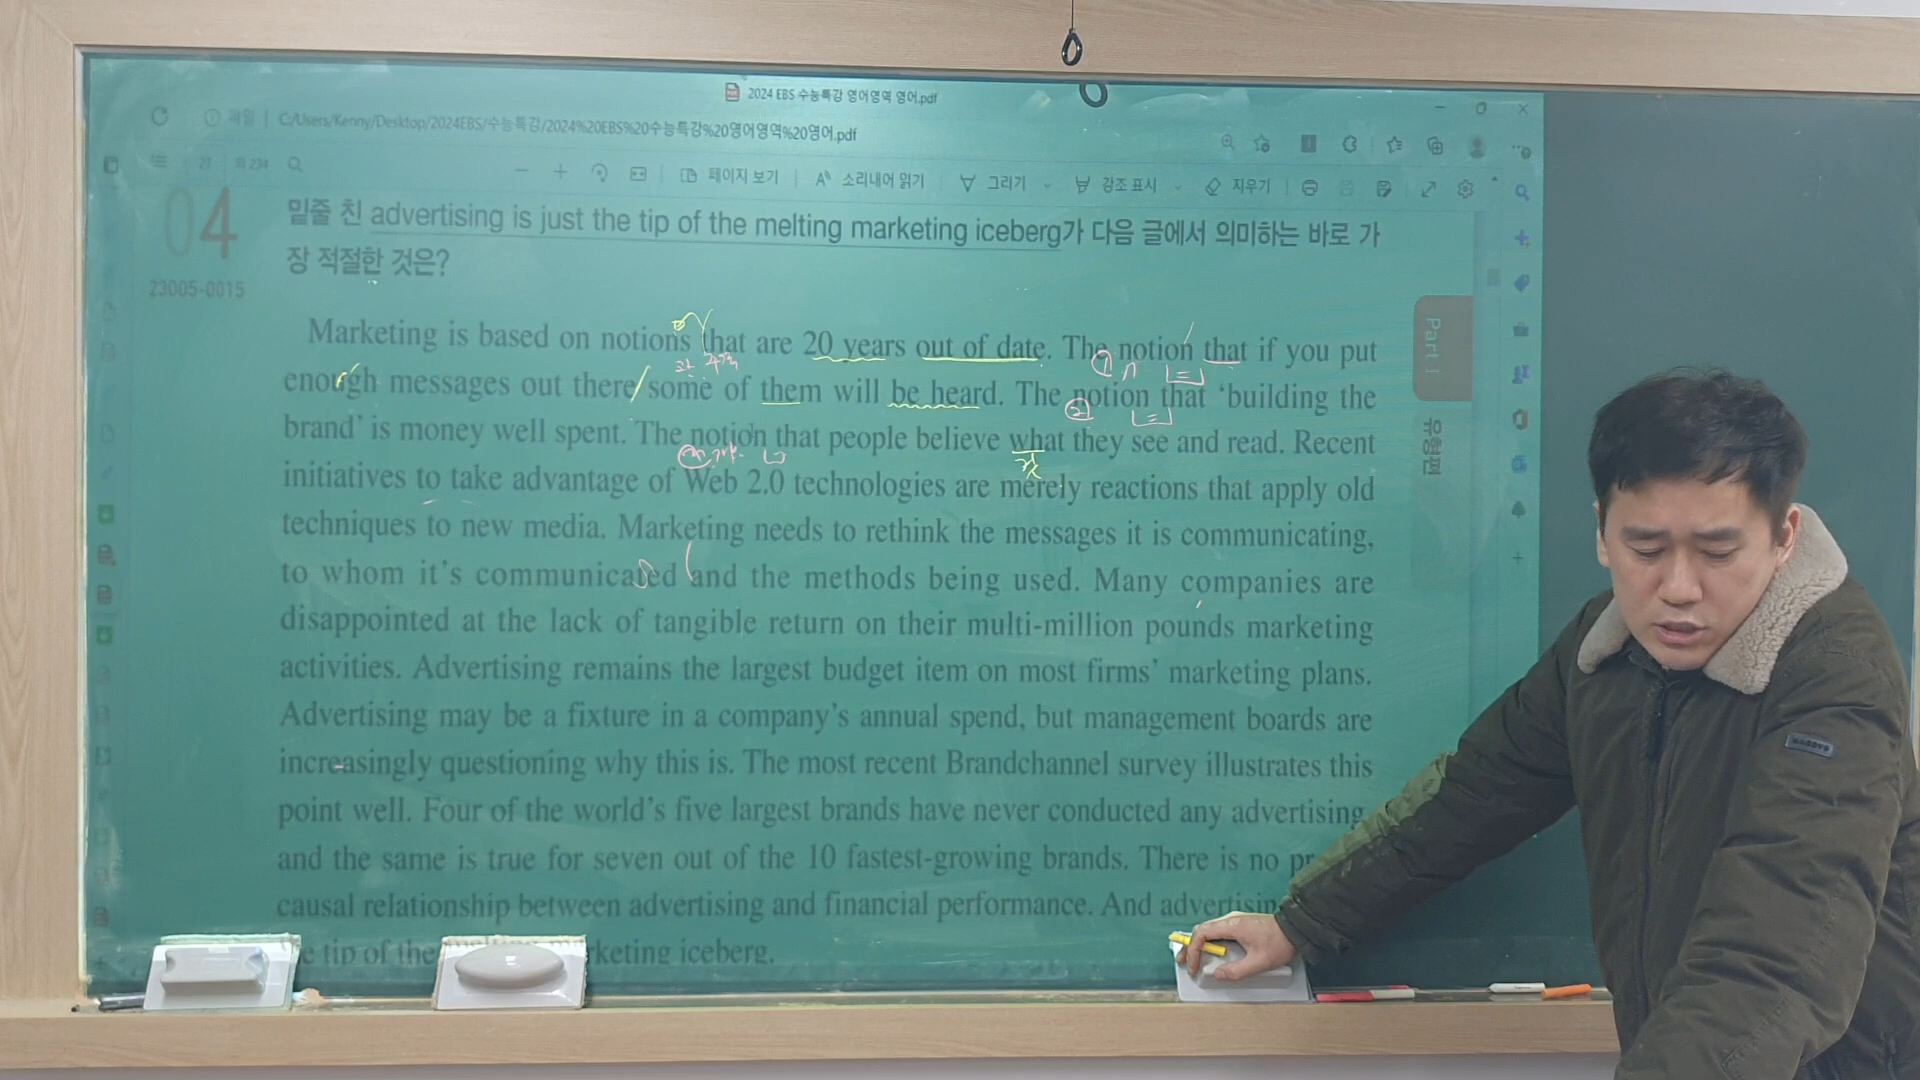 2024 EBS 수능특강 영어영역 영어.pdf
파일 | C:/Users/Kenny/Desktop/2024EBS/수능특강/2024%20EBS%20수능특강%20영어영역%20영어.pdf
21 의 234
페이지 보기 | 소리내어 읽기 | 그리기 강조 표시 지우기
04
23005-0015
밑줄 친 advertising is just the tip of the melting marketing iceberg가 다음 글에서 의미하는 바로 가
장 적절한 것은?
Marketing is based on notions that are 20 years out of date. The notion that if you put
enough messages out there some of them will be heard. The notion that ‘building the
brand’ is money well spent. The notion that people believe what they see and read. Recent
initiatives to take advantage of Web 2.0 technologies are merely reactions that apply old
techniques to new media. Marketing needs to rethink the messages it is communicating,
to whom it’s communicated and the methods being used. Many companies are
disappointed at the lack of tangible return on their multi-million pounds marketing
activities. Advertising remains the largest budget item on most firms’ marketing plans.
Advertising may be a fixture in a company’s annual spend, but management boards are
increasingly questioning why this is. The most recent Brandchannel survey illustrates this
point well. Four of the world’s five largest brands have never conducted any advertising
and the same is true for seven out of the 10 fastest-growing brands. There is no pr
causal relationship between advertising and financial performance. And advertisin
e tip of the melting rketing iceberg.
Part I
유형편
①
②
것